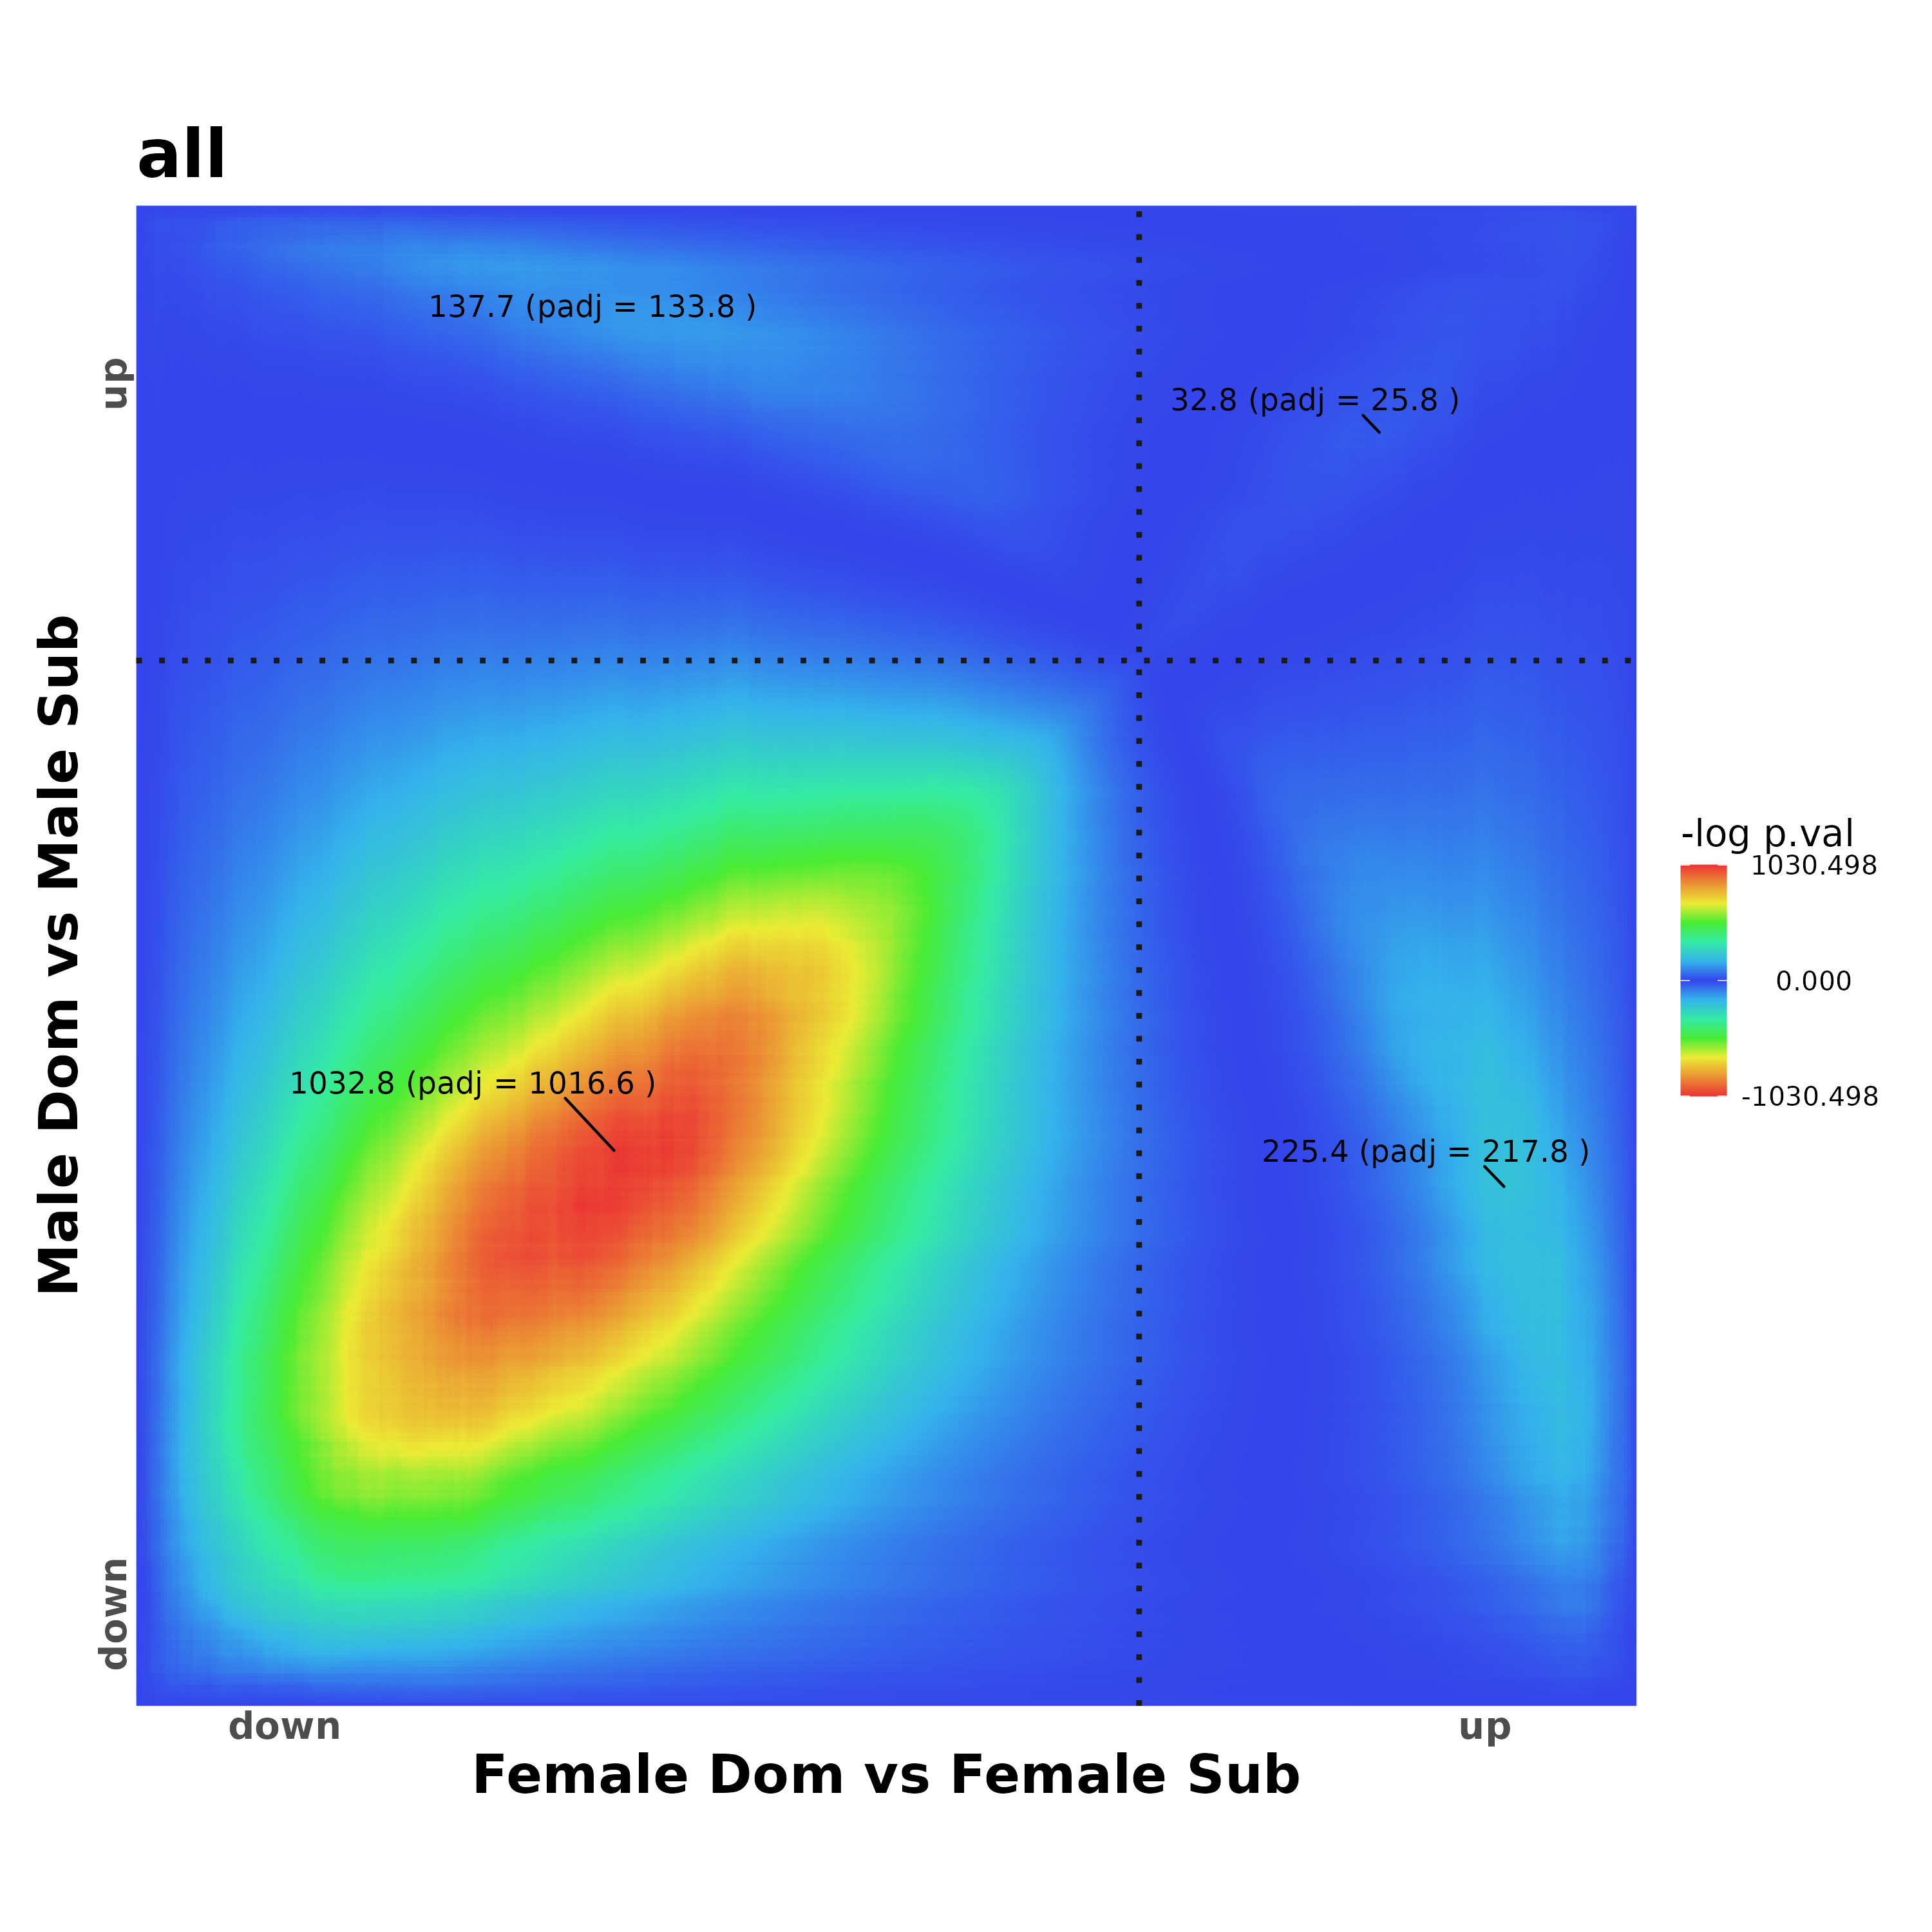 all
137.7 (padj = 133.8 )
32.8 (padj = 25.8 )
up
Male Dom vs Male Sub
-log p.val
1030.498
0.000
-1030.498
1032.8 (padj = 1016.6 )
225.4 (padj = 217.8 )
down
down
up
Female Dom vs Female Sub